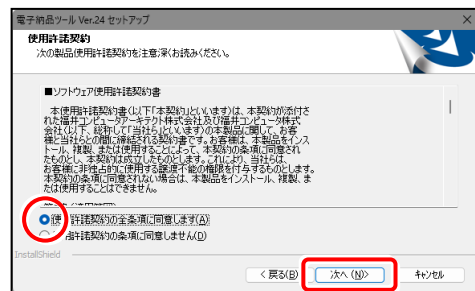 電子納品ツール Ver.24 セットアップ
使用許諾契約
次の製品使用許諾契約を注意深くお読みください。
■ソフトウェア使用許諾契約書
本使用許諾契約書(以下「本契約」といいます)は、本契約が添付さ
れた福井コンピュータアーキテクト株式会社及び福井コンピュータ株式
会社(以下、総称して「当社ら」といいます)の本製品に関して、お客
様と当社らとの間に締結される契約書です。お客様は、本製品をインス
トール、複製、または使用することによって、本契約の条項に同意され
たものとし、本契約は成立したものとします。これにより、当社らは、
お客様に非独占的に使用する譲渡不能の権限を付与するものとします。
本契約の条項に同意されない場合は、本製品をインストール、複製、ま
たは使用することはできません。
使用許諾契約の全条項に同意します(A)
許諾契約の条項に同意しません(D)
InstallShield
< 戻る(B)
次へ (N)>
キャンセル